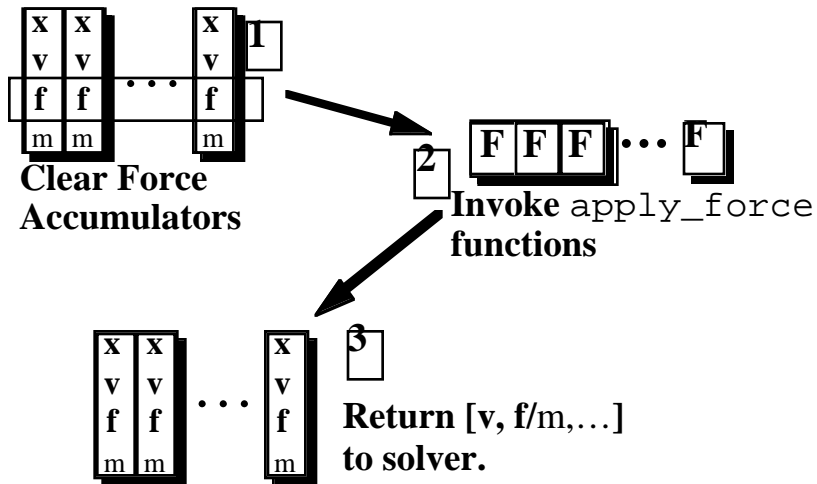 x x x 1
v v v
f f … f
m m m
Clear Force
Accumulators
2 F F F … F
Invoke apply_force
functions
x x x 3
v v v
f f … f
m m m
Return [v, f/m,…]
to solver.